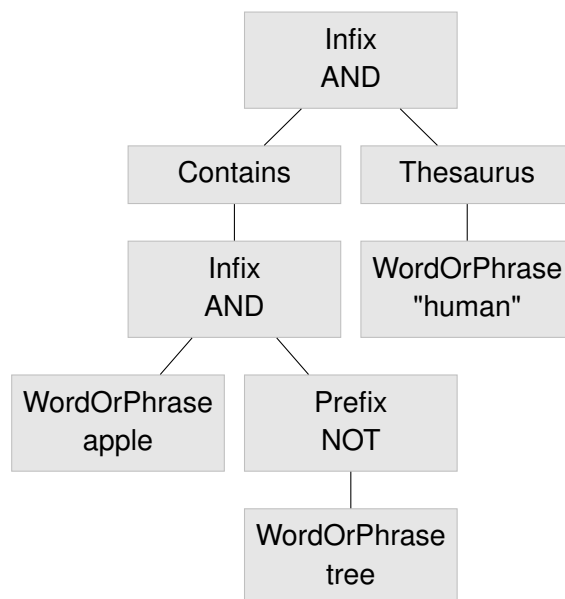 Infix
AND
Contains
Thesaurus
Infix
AND
WordOrPhrase
"human"
WordOrPhrase
apple
Prefix
NOT
WordOrPhrase
tree